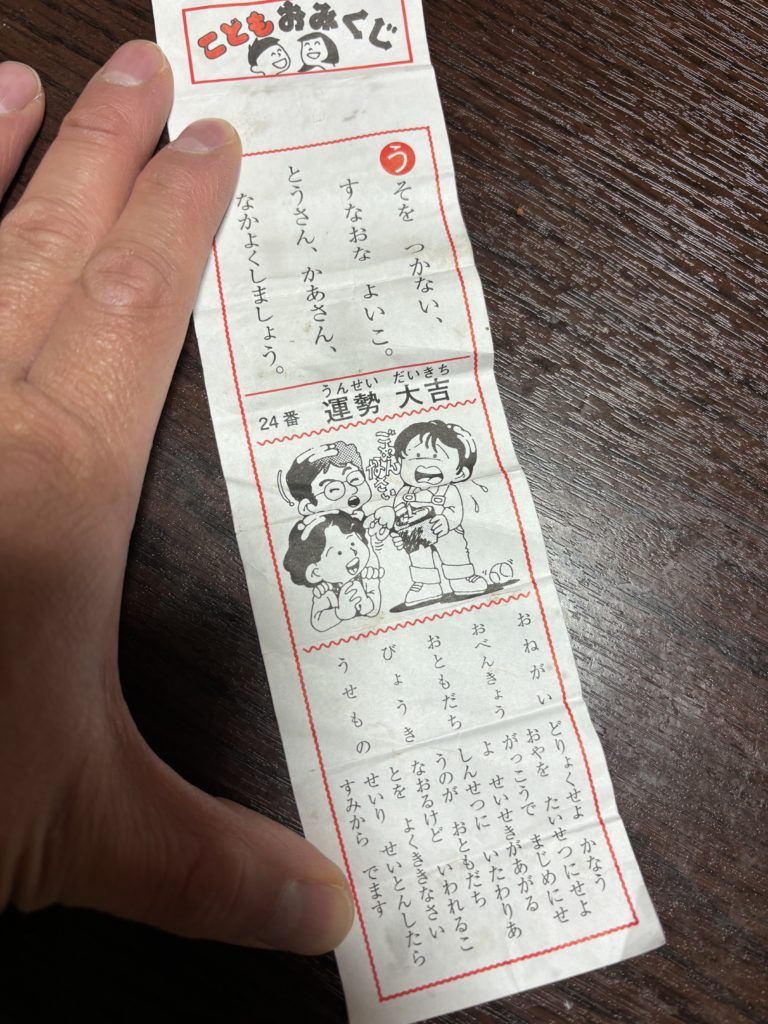 こどもおみくじ
うそを つかない、
すなおな よいこ。
とうさん、かあさん、
なかよくしましょう。
24番 運勢 大吉
うんせい だいきち
ごめんなさい
おねがい どりょくせよ かなう
おやを たいせつにせよ
おべんきょう がっこうで まじめにせ
よ せいせきがあがる
おともだち しんせつに いたわりあ
うのが おともだち
びょうき なおるけど いわれるこ
とを よくききなさい
うせもの せいり せいとんしたら
すみから でます